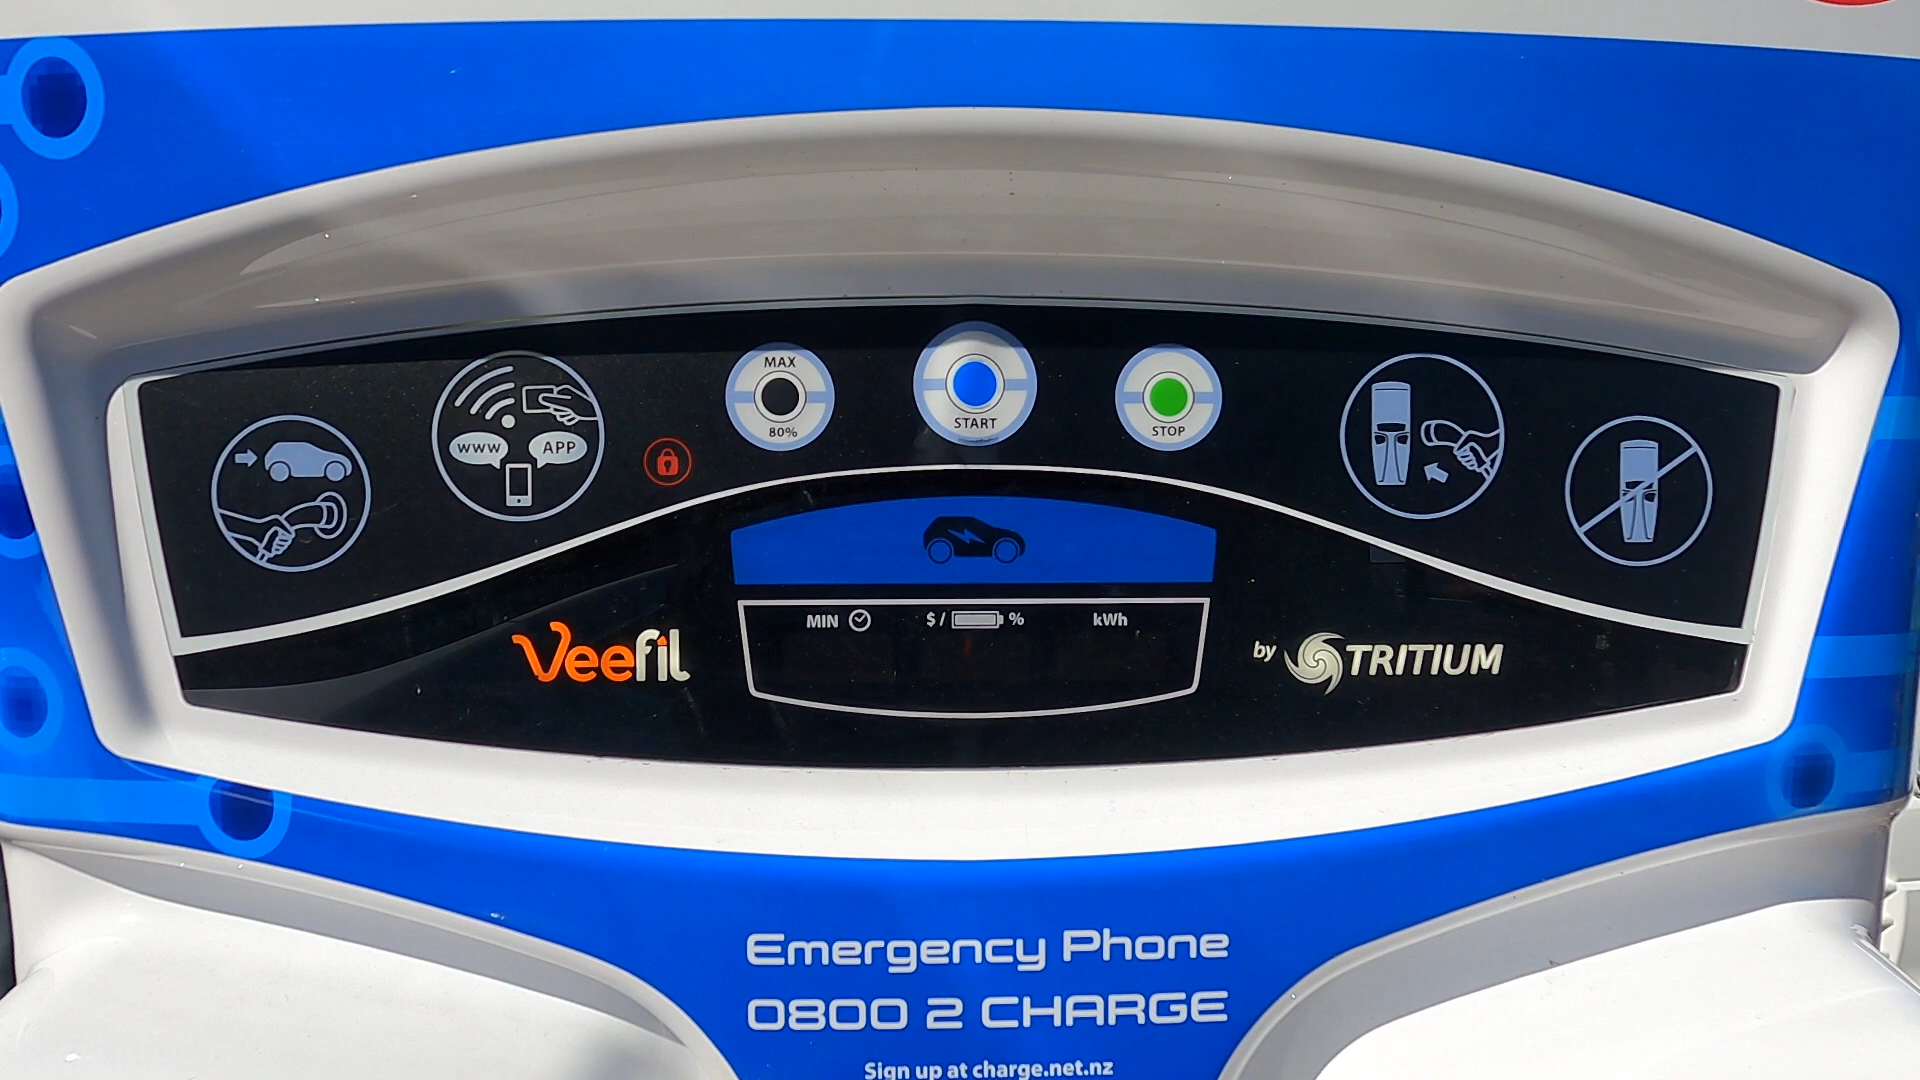 MAX
80%
START
STOP
WWW
APP
MIN $ / % kWh
Veefil
by TRITIUM
Emergency Phone
0800 2 CHARGE
Sign up at charge.net.nz